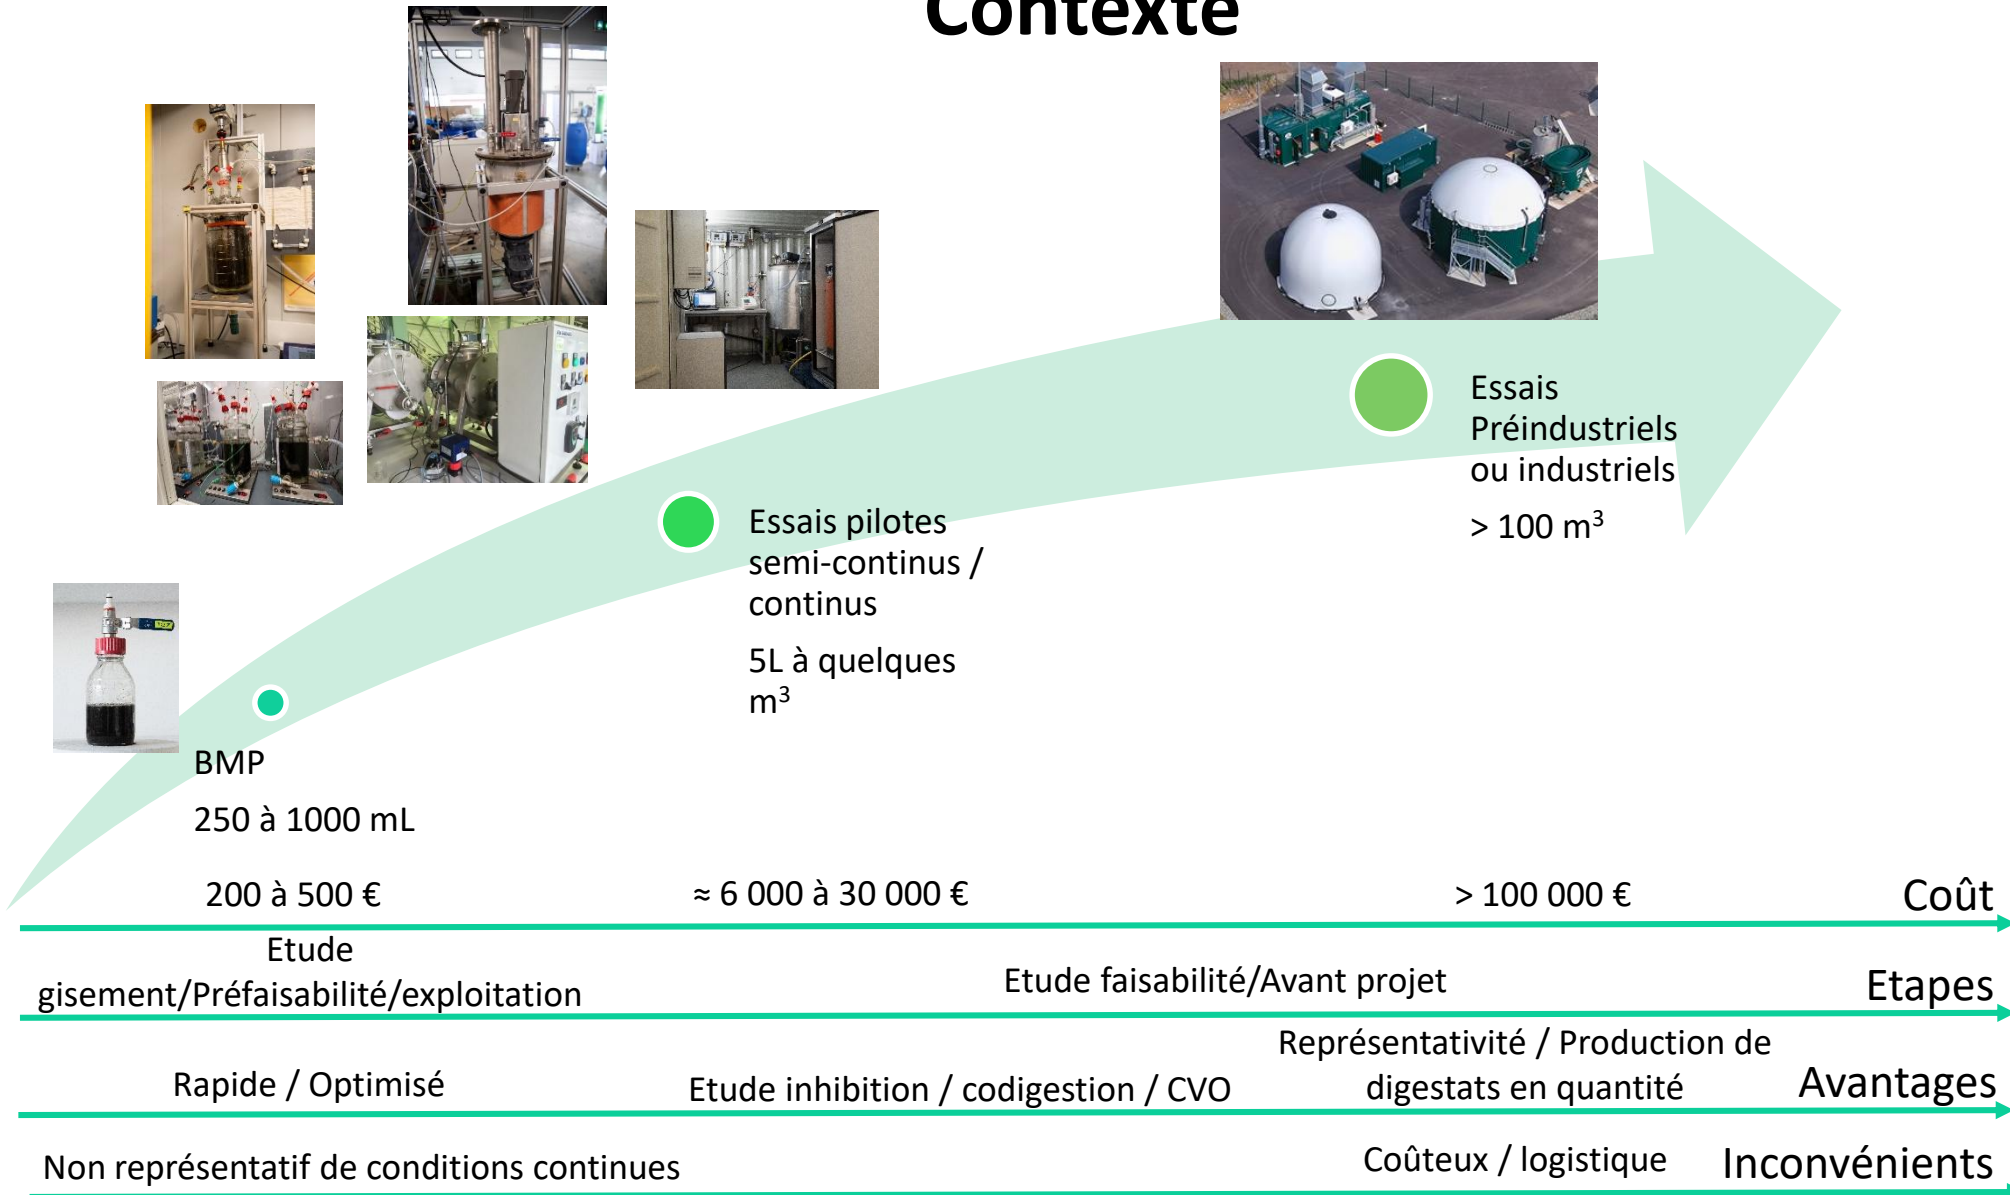 Contexte
Essais
Préindustriels
ou industriels
> 100 m³
Essais pilotes
semi-continus /
continus
5L à quelques
m³
BMP
250 à 1000 mL
200 à 500 €
≈ 6 000 à 30 000 €
> 100 000 €
Coût
Etude
gisement/Préfaisabilité/exploitation
Etude faisabilité/Avant projet
Etapes
Rapide / Optimisé
Etude inhibition / codigestion / CVO
Représentativité / Production de
digestats en quantité
Avantages
Non représentatif de conditions continues
Coûteux / logistique
Inconvénients